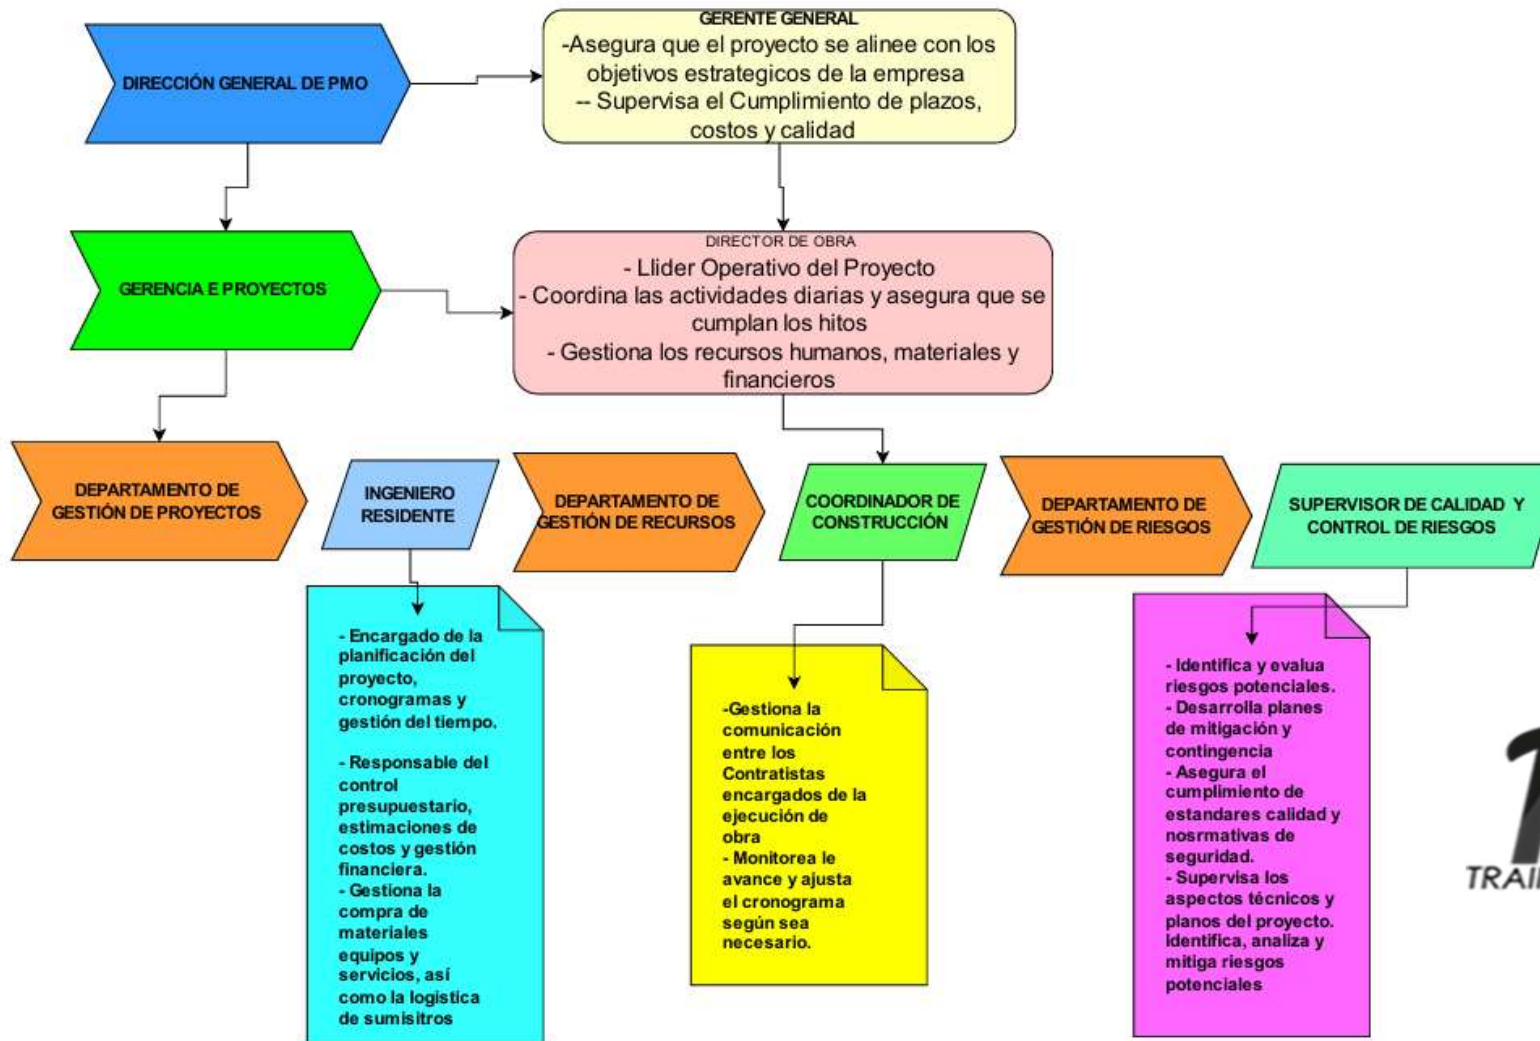 DIRECCIÓN GENERAL DE PMO
GERENTE GENERAL
-Asegura que el proyecto se alinee con los
objetivos estrategicos de la empresa
-- Supervisa el Cumplimiento de plazos,
costos y calidad
GERENCIA E PROYECTOS
DIRECTOR DE OBRA
- Llider Operativo del Proyecto
- Coordina las actividades diarias y asegura que se
cumplan los hitos
- Gestiona los recursos humanos, materiales y
financieros
DEPARTAMENTO DE
GESTIÓN DE PROYECTOS
INGENIERO
RESIDENTE
DEPARTAMENTO DE
GESTIÓN DE RECURSOS
COORDINADOR DE
CONSTRUCCIÓN
DEPARTAMENTO DE
GESTIÓN DE RIESGOS
SUPERVISOR DE CALIDAD Y
CONTROL DE RIESGOS
- Encargado de la
planificación del
proyecto,
cronogramas y
gestión del tiempo.
- Responsable del
control
presupuestario,
estimaciones de
costos y gestión
financiera.
- Gestiona la
compra de
materiales
equipos y
servicios, así
como la logistica
de sumisitros
-Gestiona la
comunicación
entre los
Contratistas
encargados de la
ejecución de
obra
- Monitorea le
avance y ajusta
el cronograma
según sea
necesario.
- Identifica y evalua
riesgos potenciales.
- Desarrolla planes
de mitigación y
contingencia
- Asegura el
cumplimiento de
estandares calidad y
nosrmativas de
seguridad.
- Supervisa los
aspectos técnicos y
planos del proyecto.
Identifica, analiza y
mitiga riesgos
potenciales